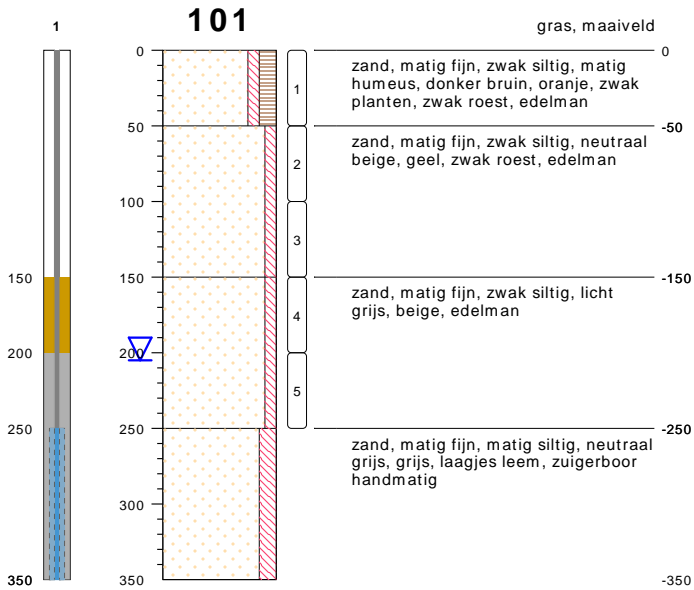 1
101
gras, maaiveld
0
0
zand, matig fijn, zwak siltig, matig
humeus, donker bruin, oranje, zwak
planten, zwak roest, edelman
1
50
-50
zand, matig fijn, zwak siltig, neutraal
beige, geel, zwak roest, edelman
2
100
3
150
150
-150
zand, matig fijn, zwak siltig, licht
grijs, beige, edelman
4
200
200
5
250
250
-250
zand, matig fijn, matig siltig, neutraal
grijs, grijs, laagjes leem, zuigerboor
handmatig
300
350
350
-350